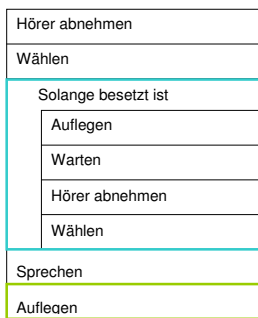 Hörer abnehmen
Wählen
Solange besetzt ist
Auflegen
Warten
Hörer abnehmen
Wählen
Sprechen
Auflegen